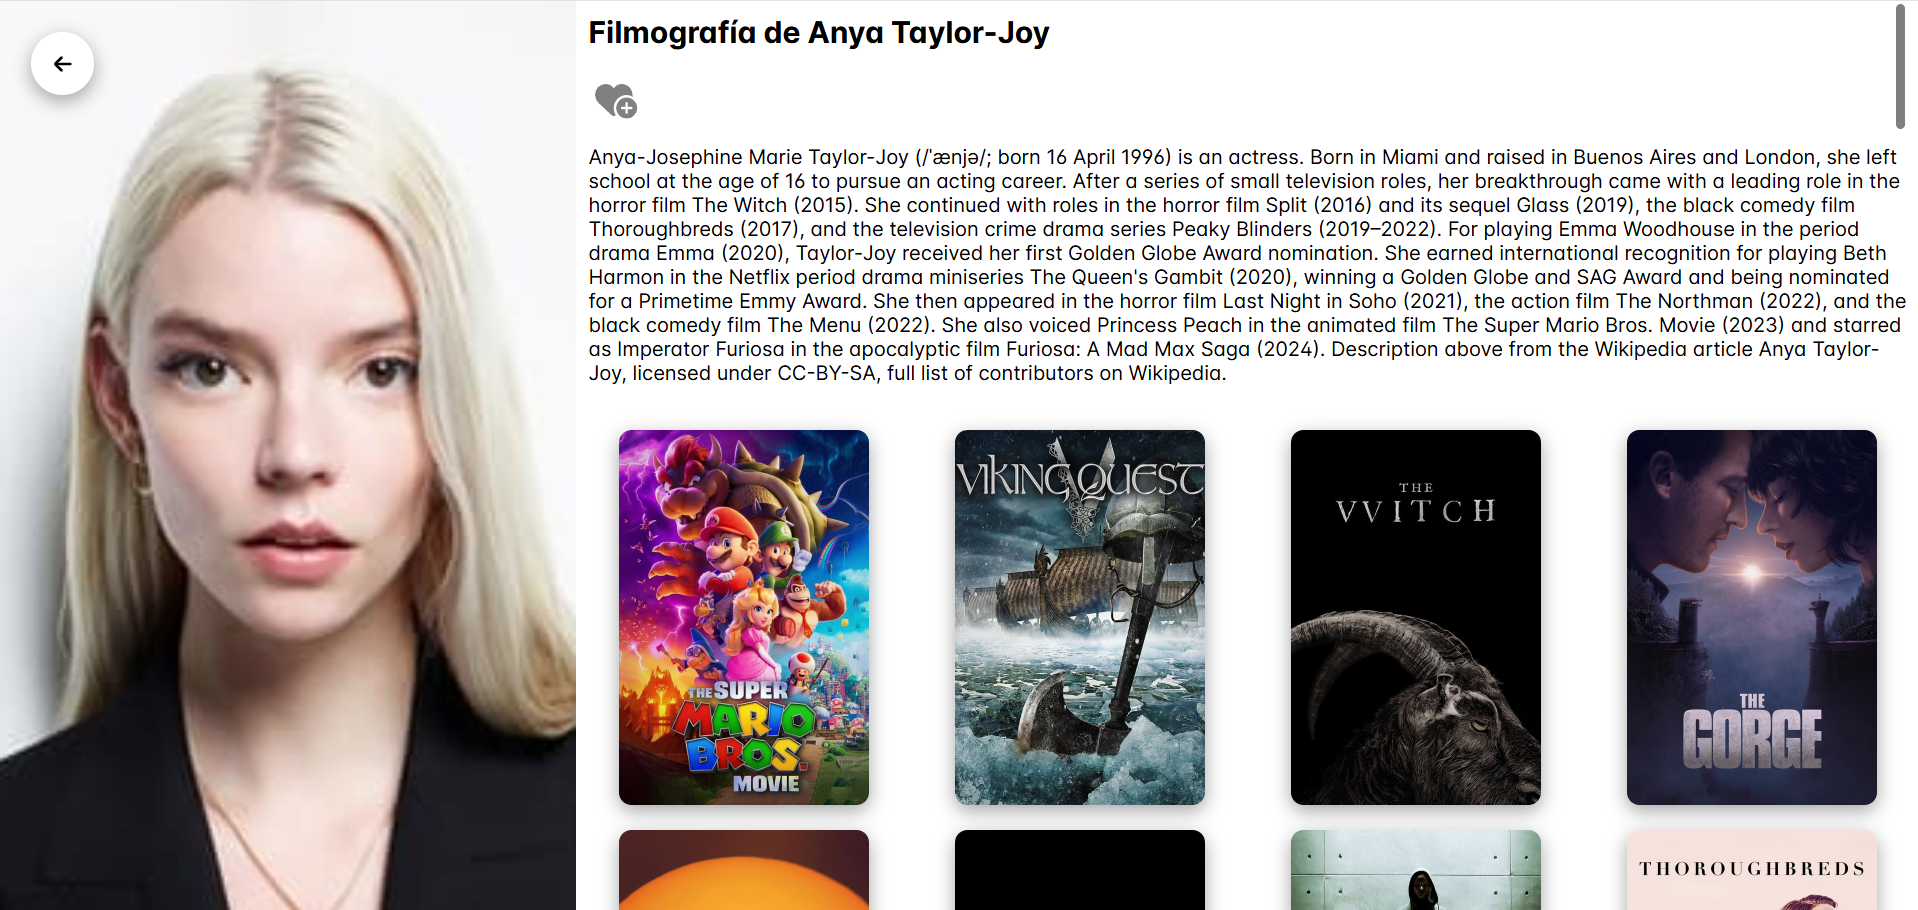 Filmografía de Anya Taylor-Joy
Anya-Josephine Marie Taylor-Joy (/ˈænjə/; born 16 April 1996) is an actress. Born in Miami and raised in Buenos Aires and London, she left
school at the age of 16 to pursue an acting career. After a series of small television roles, her breakthrough came with a leading role in the
horror film The Witch (2015). She continued with roles in the horror film Split (2016) and its sequel Glass (2019), the black comedy film
Thoroughbreds (2017), and the television crime drama series Peaky Blinders (2019–2022). For playing Emma Woodhouse in the period
drama Emma (2020), Taylor-Joy received her first Golden Globe Award nomination. She earned international recognition for playing Beth
Harmon in the Netflix period drama miniseries The Queen's Gambit (2020), winning a Golden Globe and SAG Award and being nominated
for a Primetime Emmy Award. She then appeared in the horror film Last Night in Soho (2021), the action film The Northman (2022), and the
black comedy film The Menu (2022). She also voiced Princess Peach in the animated film The Super Mario Bros. Movie (2023) and starred
as Imperator Furiosa in the apocalyptic film Furiosa: A Mad Max Saga (2024). Description above from the Wikipedia article Anya Taylor-
Joy, licensed under CC-BY-SA, full list of contributors on Wikipedia.
THE SUPER
MARIO
BROS.
MOVIE
VIKING QUEST
THE
VVITCH
THE
GORGE
THOROUGHBREDS